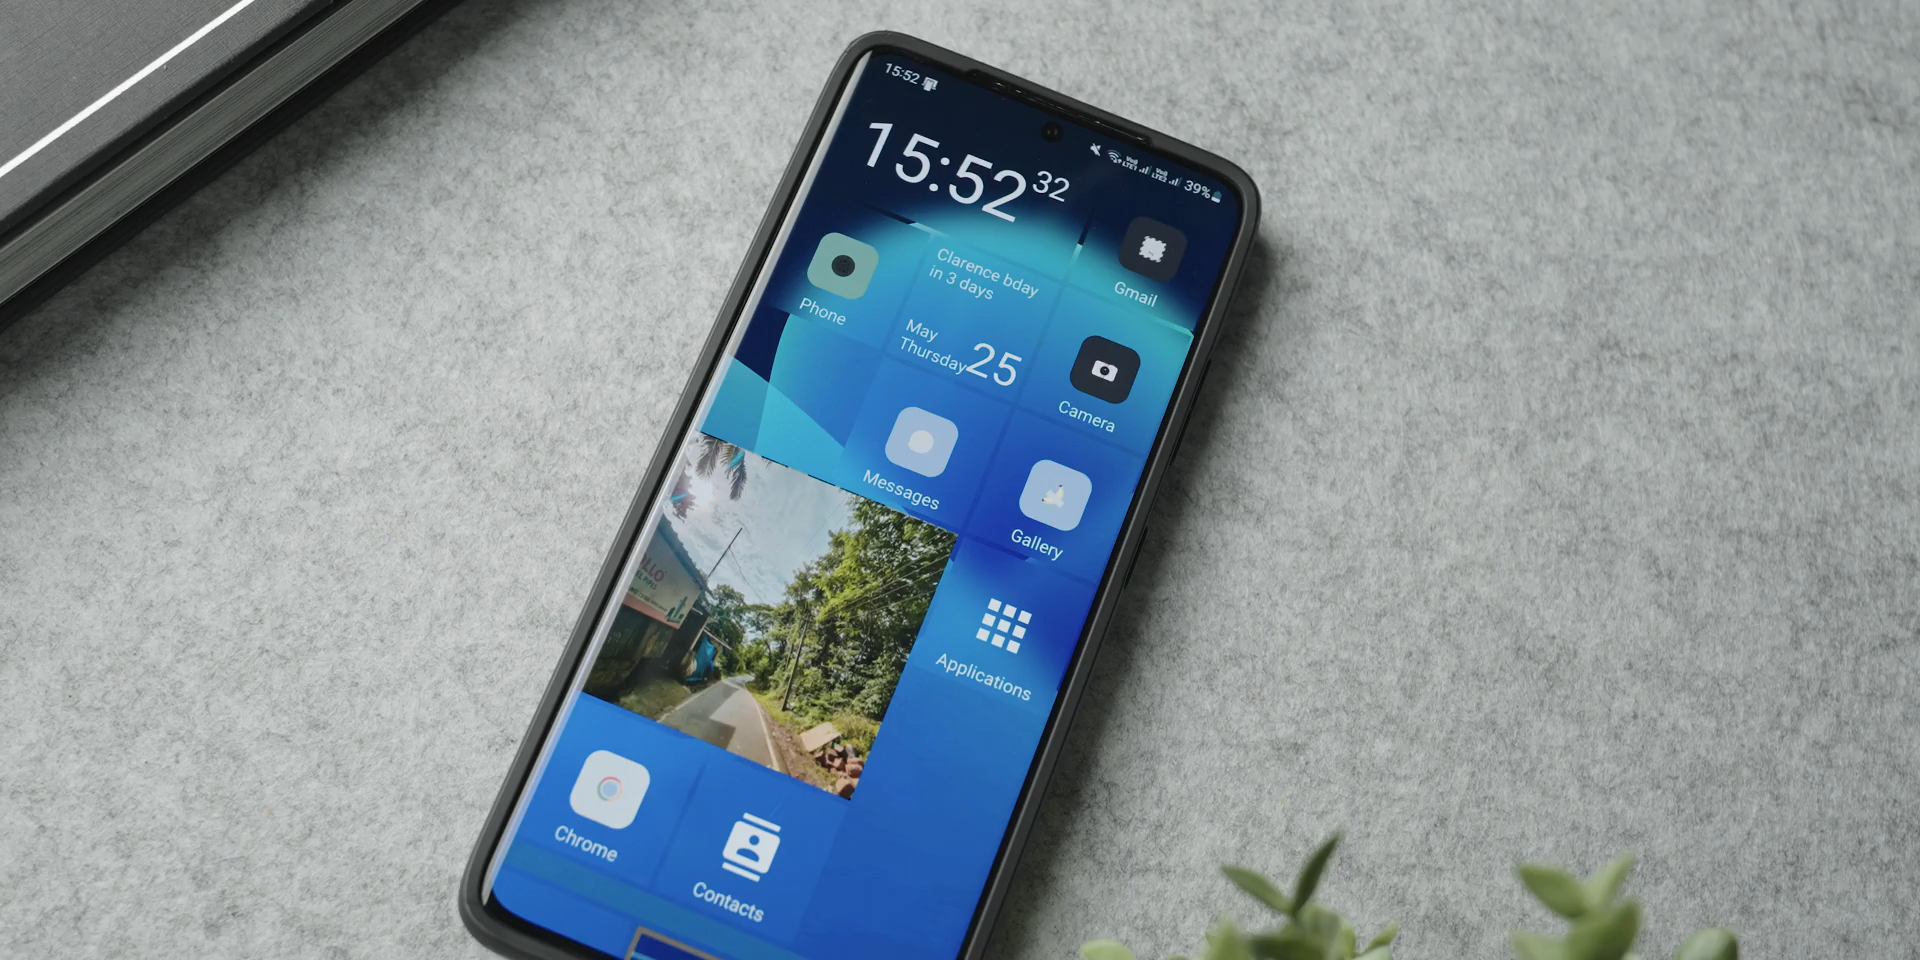 15:52
39%
15:52 32
Gmail
Clarence bday
in 3 days
Phone
May
Thursday 25
Camera
Messages
Gallery
Applications
Chrome
Contacts